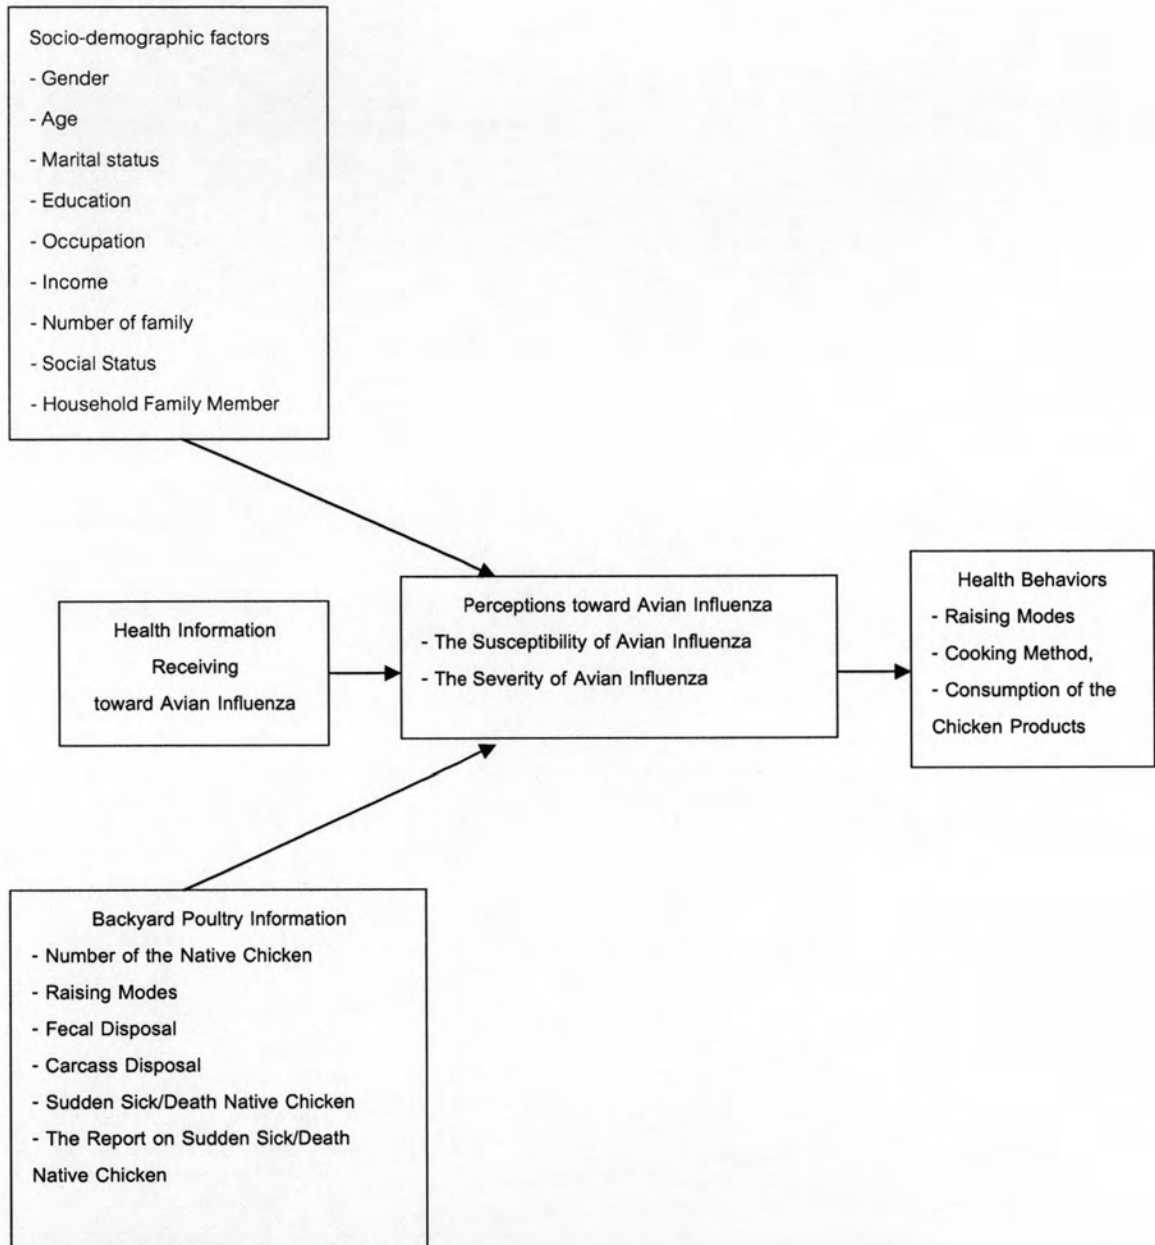 Socio-demographic factors
- Gender
- Age
- Marital status
- Education
- Occupation
- Income
- Number of family
- Social Status
- Household Family Member
Health Information
Receiving
toward Avian Influenza
Perceptions toward Avian Influenza
- The Susceptibility of Avian Influenza
- The Severity of Avian Influenza
Health Behaviors
- Raising Modes
- Cooking Method,
- Consumption of the
Chicken Products
Backyard Poultry Information
- Number of the Native Chicken
- Raising Modes
- Fecal Disposal
- Carcass Disposal
- Sudden Sick/Death Native Chicken
- The Report on Sudden Sick/Death
Native Chicken